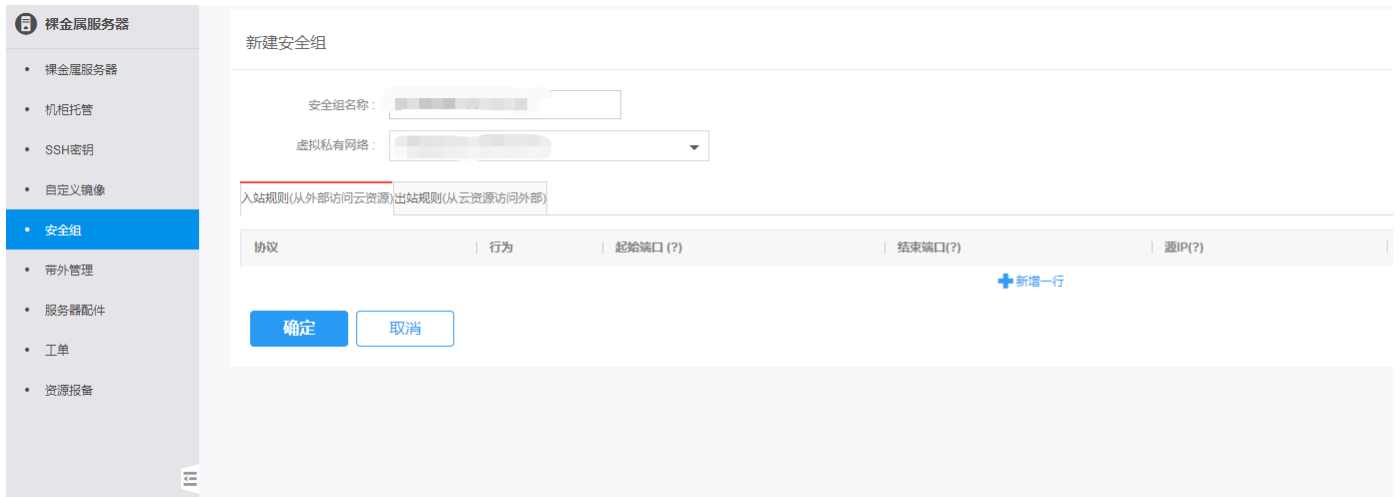 裸金属服务器
裸金属服务器
机柜托管
SSH密钥
自定义镜像
安全组
带外管理
服务器配件
工单
资源报备
新建安全组
安全组名称 :
虚拟私有网络 :
入站规则(从外部访问云资源) 出站规则(从云资源访问外部)
协议 行为 起始端口 (?) 结束端口(?) 源IP(?)
新增一行
确定 取消